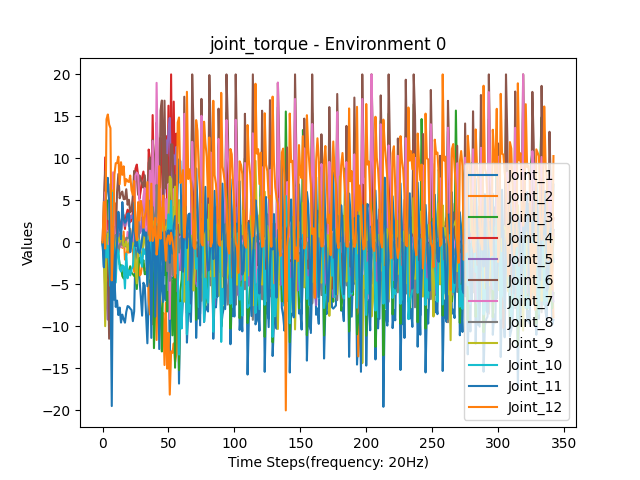 joint_torque - Environment 0
Values
20
15
10
5
0
−5
−10
−15
−20
Joint_1
Joint_2
Joint_3
Joint_4
Joint_5
Joint_6
Joint_7
Joint_8
Joint_9
Joint_10
Joint_11
Joint_12
0 50 100 150 200 250 300 350
Time Steps(frequency: 20Hz)